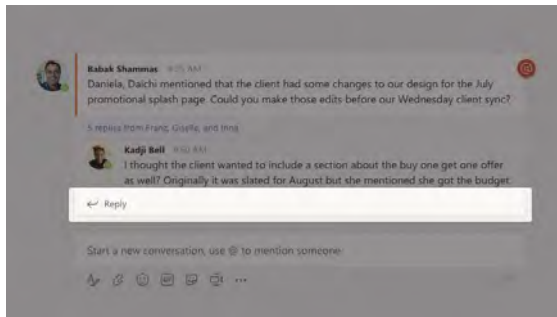 Babak Shammas 9:25 AM
Daniela, Daichi mentioned that the client had some changes to our design for the July
promotional splash page. Could you make those edits before our Wednesday client sync?
5 replies from Franz, Giselle, and Inna
Kadji Bell AM
I thought the client wanted to include a section about the buy one get one offer
as well? Originally it was slated for August but she mentioned she got the budget
Reply
Start a new conversation, use @ to mention someone